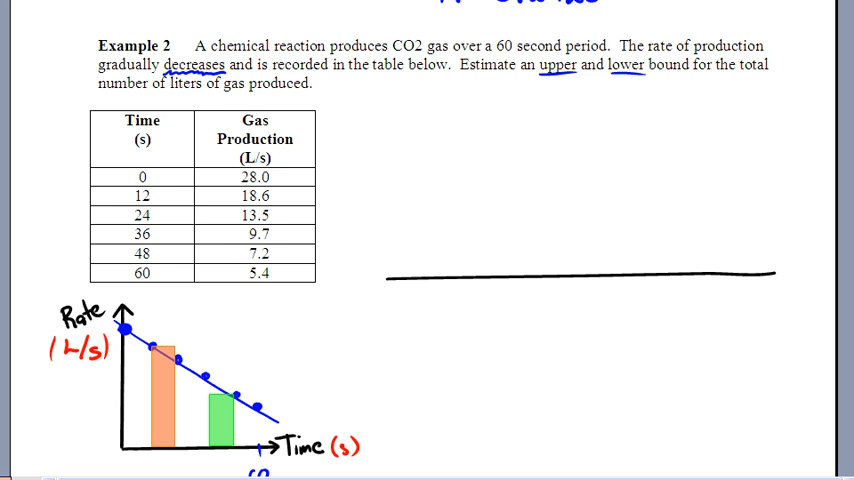 Example 2 A chemical reaction produces CO2 gas over a 60 second period. The rate of production
gradually decreases and is recorded in the table below. Estimate an upper and lower bound for the total
number of liters of gas produced.
Time (s) Gas Production (L/s)
0 28.0
12 18.6
24 13.5
36 9.7
48 7.2
60 5.4
Rate
(L/s)
Time (s)